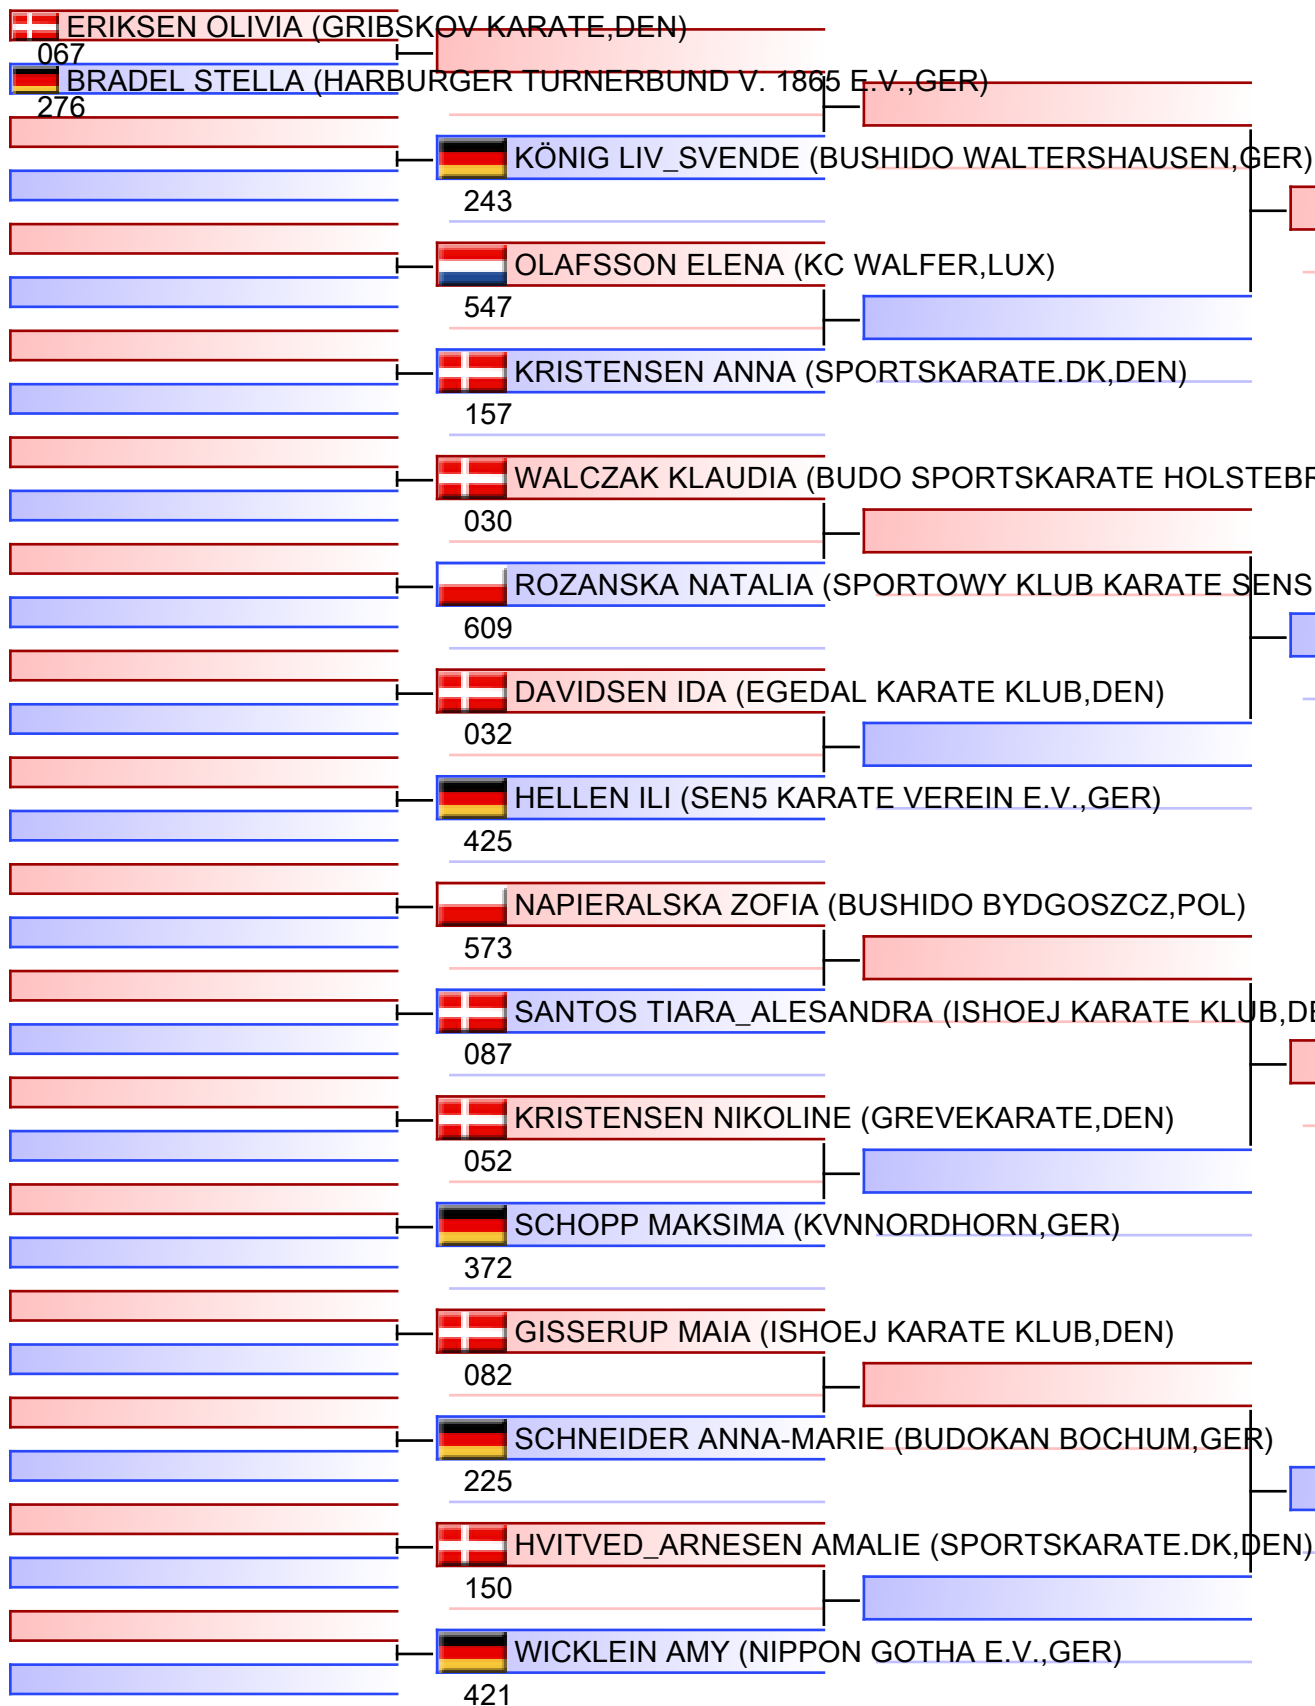 ERIKSEN OLIVIA (GRIBSKOV KARATE,DEN)
067
BRADEL STELLA (HARBURGER TURNERBUND V. 1865 E.V.,GER)
276
KÖNIG LIV_SVENDE (BUSHIDO WALTERSHAUSEN,GER)
243
OLAFSSON ELENA (KC WALFER,LUX)
547
KRISTENSEN ANNA (SPORTSKARATE.DK,DEN)
157
WALCZAK KLAUDIA (BUDO SPORTSKARATE HOLSTEBR
030
ROZANSKA NATALIA (SPORTOWY KLUB KARATE SENS
609
DAVIDSEN IDA (EGEDAL KARATE KLUB,DEN)
032
HELLEN ILI (SEN5 KARATE VEREIN E.V.,GER)
425
NAPIERALSKA ZOFIA (BUSHIDO BYDGOSZCZ,POL)
573
SANTOS TIARA_ALESANDRA (ISHOEJ KARATE KLUB,DE
087
KRISTENSEN NIKOLINE (GREVEKARATE,DEN)
052
SCHOPP MAKSIMA (KVNNORDHORN,GER)
372
GISSERUP MAIA (ISHOEJ KARATE KLUB,DEN)
082
SCHNEIDER ANNA-MARIE (BUDOKAN BOCHUM,GER)
225
HVITVED_ARNESEN AMALIE (SPORTSKARATE.DK,DEN)
150
WICKLEIN AMY (NIPPON GOTHA E.V.,GER)
421